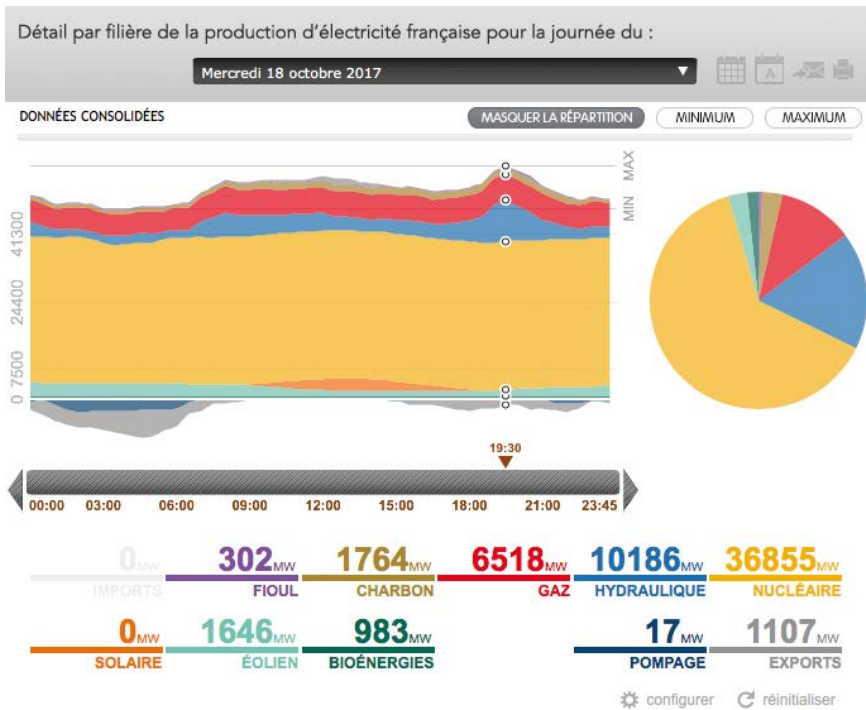 Détail par filière de la production d'électricité française pour la journée du :
Mercredi 18 octobre 2017
A
DONNÉES CONSOLIDÉES
MASQUER LA RÉPARTITION
MINIMUM
MAXIMUM
MAX
MIN
41300
24400
7500
0
19:30
00:00 03:00 06:00 09:00 12:00 15:00 18:00 21:00 23:45
0MW 302MW 1764MW 6518MW 10186MW 36855MW
IMPORTS FIOUL CHARBON GAZ HYDRAULIQUE NUCLÉAIRE
0MW 1646MW 983MW 17MW 1107MW
SOLAIRE ÉOLIEN BIOÉNERGIES POMPAGE EXPORTS
configurer réinitialiser